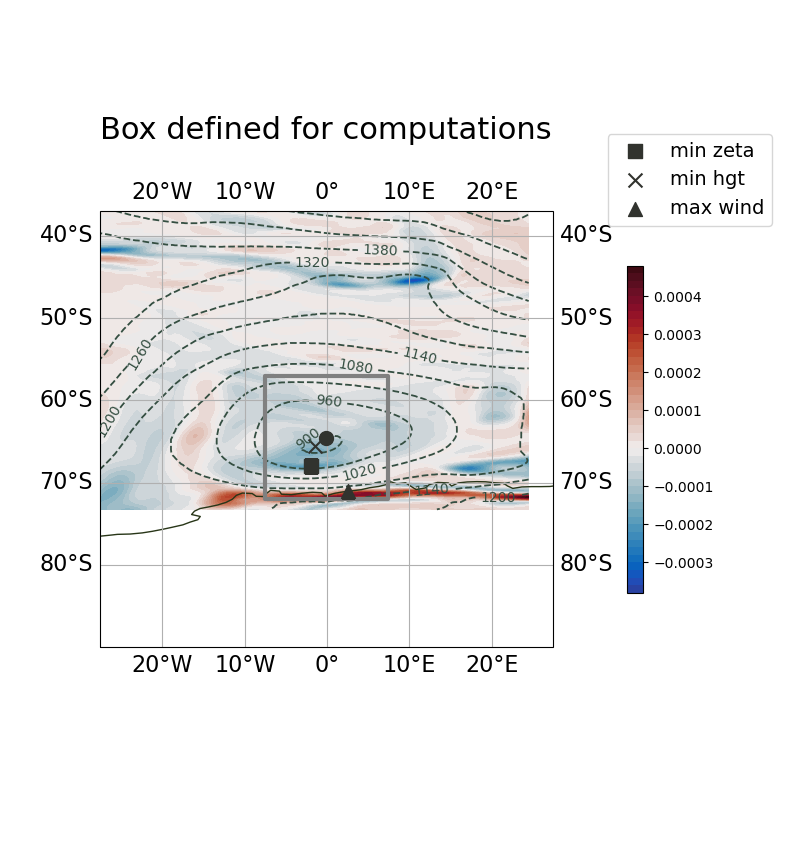 Box defined for computations
min zeta
min hgt
max wind
20°W 10°W 0° 10°E 20°E
40°S 40°S
1380
1320
50°S 50°S
1260
1140
1080
60°S 60°S
960
1200
900
1020
70°S 70°S
1140
1200
80°S 80°S
20°W 10°W 0° 10°E 20°E
0.0004
0.0003
0.0002
0.0001
0.0000
−0.0001
−0.0002
−0.0003